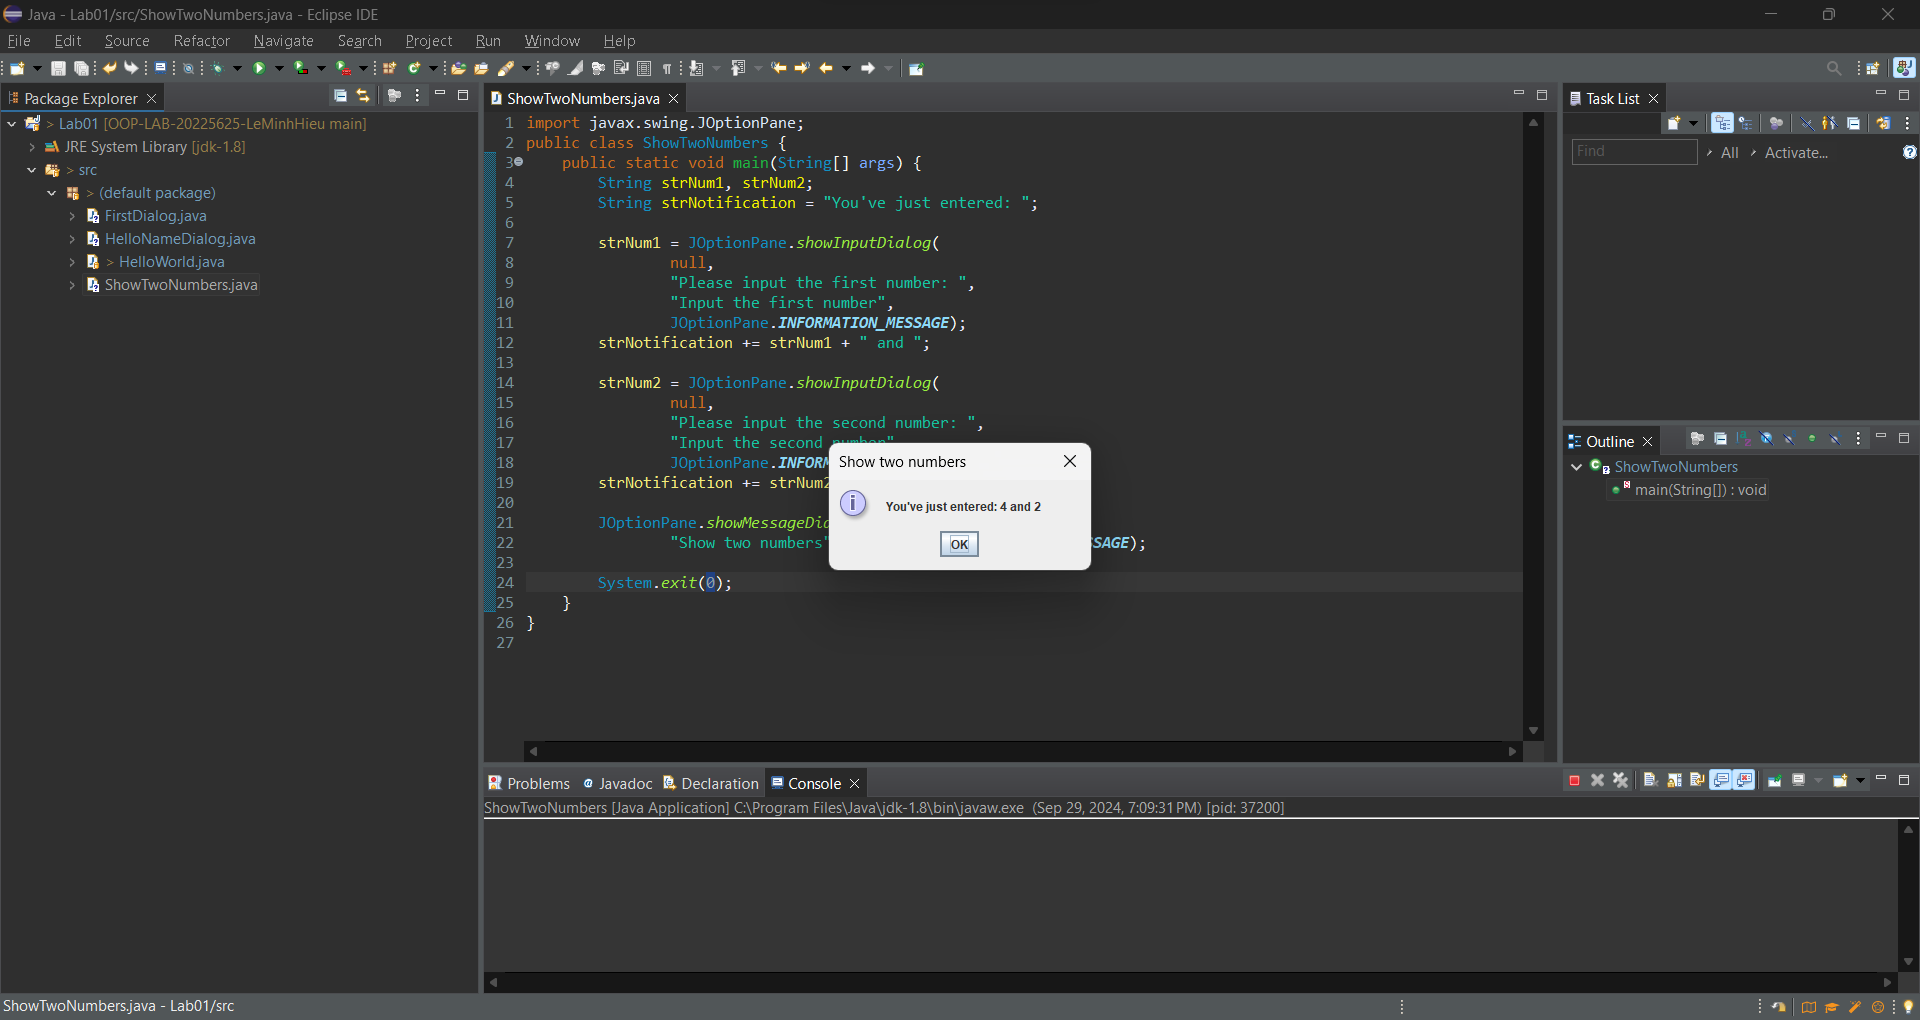 Java - Lab01/src/ShowTwoNumbers.java - Eclipse IDE
File Edit Source Refactor Navigate Search Project Run Window Help
Package Explorer
> Lab01 [OOP-LAB-20225625-LeMinhHieu main]
JRE System Library [jdk-1.8]
> src
> (default package)
FirstDialog.java
HelloNameDialog.java
> HelloWorld.java
ShowTwoNumbers.java
ShowTwoNumbers.java
1 import javax.swing.JOptionPane;
2 public class ShowTwoNumbers {
3 public static void main(String[] args) {
4 String strNum1, strNum2;
5 String strNotification = "You've just entered: ";
6
7 strNum1 = JOptionPane.showInputDialog(
8 null,
9 "Please input the first number: ",
10 "Input the first number",
11 JOptionPane.INFORMATION_MESSAGE);
12 strNotification += strNum1 + " and ";
13
14 strNum2 = JOptionPane.showInputDialog(
15 null,
16 "Please input the second number: ",
17 "Input the second number"
18 JOptionPane.INFORM
19 strNotification += strNum2
20
21 JOptionPane.showMessageDia
22 "Show two numbers" SSAGE);
23
24 System.exit(0);
25 }
26 }
27
Show two numbers
You've just entered: 4 and 2
OK
Task List
Find
All
Activate...
Outline
ShowTwoNumbers
main(String[]) : void
Problems Javadoc Declaration Console
ShowTwoNumbers [Java Application] C:\Program Files\Java\jdk-1.8\bin\javaw.exe (Sep 29, 2024, 7:09:31 PM) [pid: 37200]
ShowTwoNumbers.java - Lab01/src